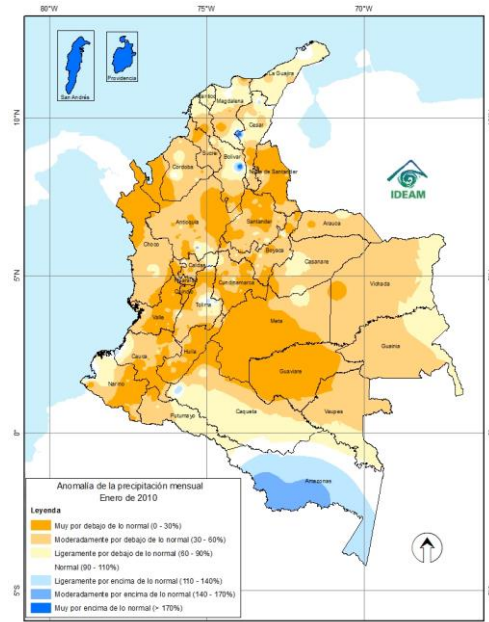 80°W
75°W
70°W
San Andrés
Providencia
La Guajira
Atlántico
Magdalena
10°N
Cesar
Sucre
Bolívar
Córdoba
Norte de Santander
IDEAM
Antioquia
Santander
Arauca
Chocó
Boyacá
Casanare
Caldas
5°N
Risaralda
Cundinamarca
Vichada
Quindío
Tolima
Valle
Meta
Guainía
Cauca
Huila
Guaviare
Nariño
Vaupés
Caquetá
Putumayo
0°
Amazonas
Anomalía de la precipitación mensual
Enero de 2010
Leyenda
Muy por debajo de lo normal (0 - 30%)
Moderadamente por debajo de lo normal (30 - 60%)
Ligeramente por debajo de lo normal (60 - 90%)
Normal (90 - 110%)
Ligeramente por encima de lo normal (110 - 140%)
Moderadamente por encima de lo normal (140 - 170%)
Muy por encima de lo normal (> 170%)
5°S